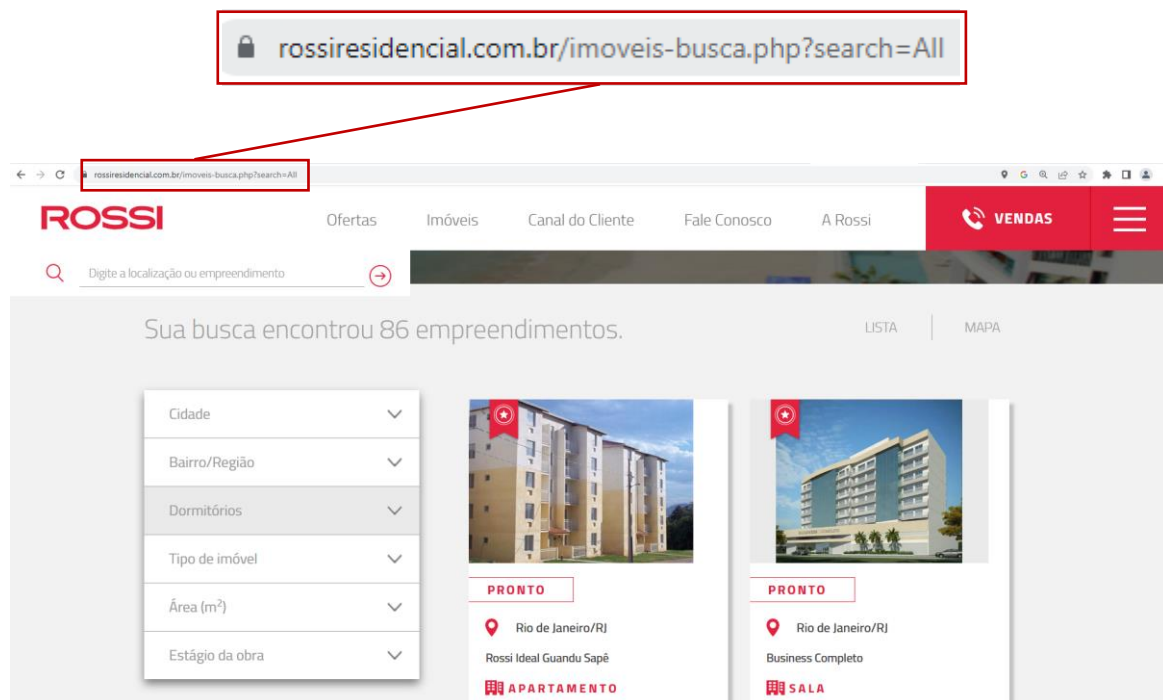 rossiresidencial.com.br/imoveis-busca.php?search=All
rossiresidencial.com.br/imoveis-busca.php?search=All
ROSSI
Ofertas
Imóveis
Canal do Cliente
Fale Conosco
A Rossi
VENDAS
Digite a localização ou empreendimento
Sua busca encontrou 86 empreendimentos.
LISTA
MAPA
Cidade
Bairro/Região
Dormitórios
Tipo de imóvel
Área (m²)
Estágio da obra
PRONTO
Rio de Janeiro/RJ
Rossi Ideal Guandu Sapê
APARTAMENTO
PRONTO
Rio de Janeiro/RJ
Business Completo
SALA